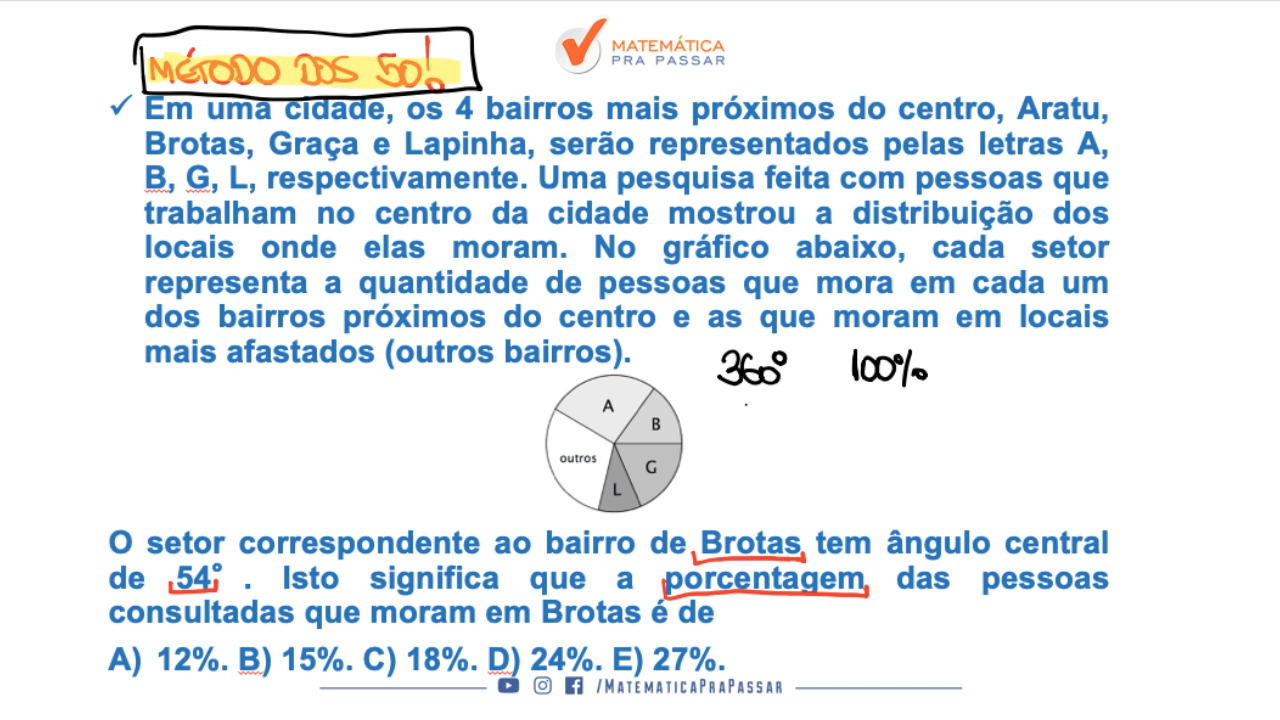 MÉTODO DOS 50!
MATEMÁTICA
PRA PASSAR
✓ Em uma cidade, os 4 bairros mais próximos do centro, Aratu,
Brotas, Graça e Lapinha, serão representados pelas letras A,
B, G, L, respectivamente. Uma pesquisa feita com pessoas que
trabalham no centro da cidade mostrou a distribuição dos
locais onde elas moram. No gráfico abaixo, cada setor
representa a quantidade de pessoas que mora em cada um
dos bairros próximos do centro e as que moram em locais
mais afastados (outros bairros).
360° 100%
A
B
outros
G
L
O setor correspondente ao bairro de Brotas tem ângulo central
de 54° . Isto significa que a porcentagem das pessoas
consultadas que moram em Brotas é de
A) 12%. B) 15%. C) 18%. D) 24%. E) 27%.
/MATEMATICAPRAPASSAR